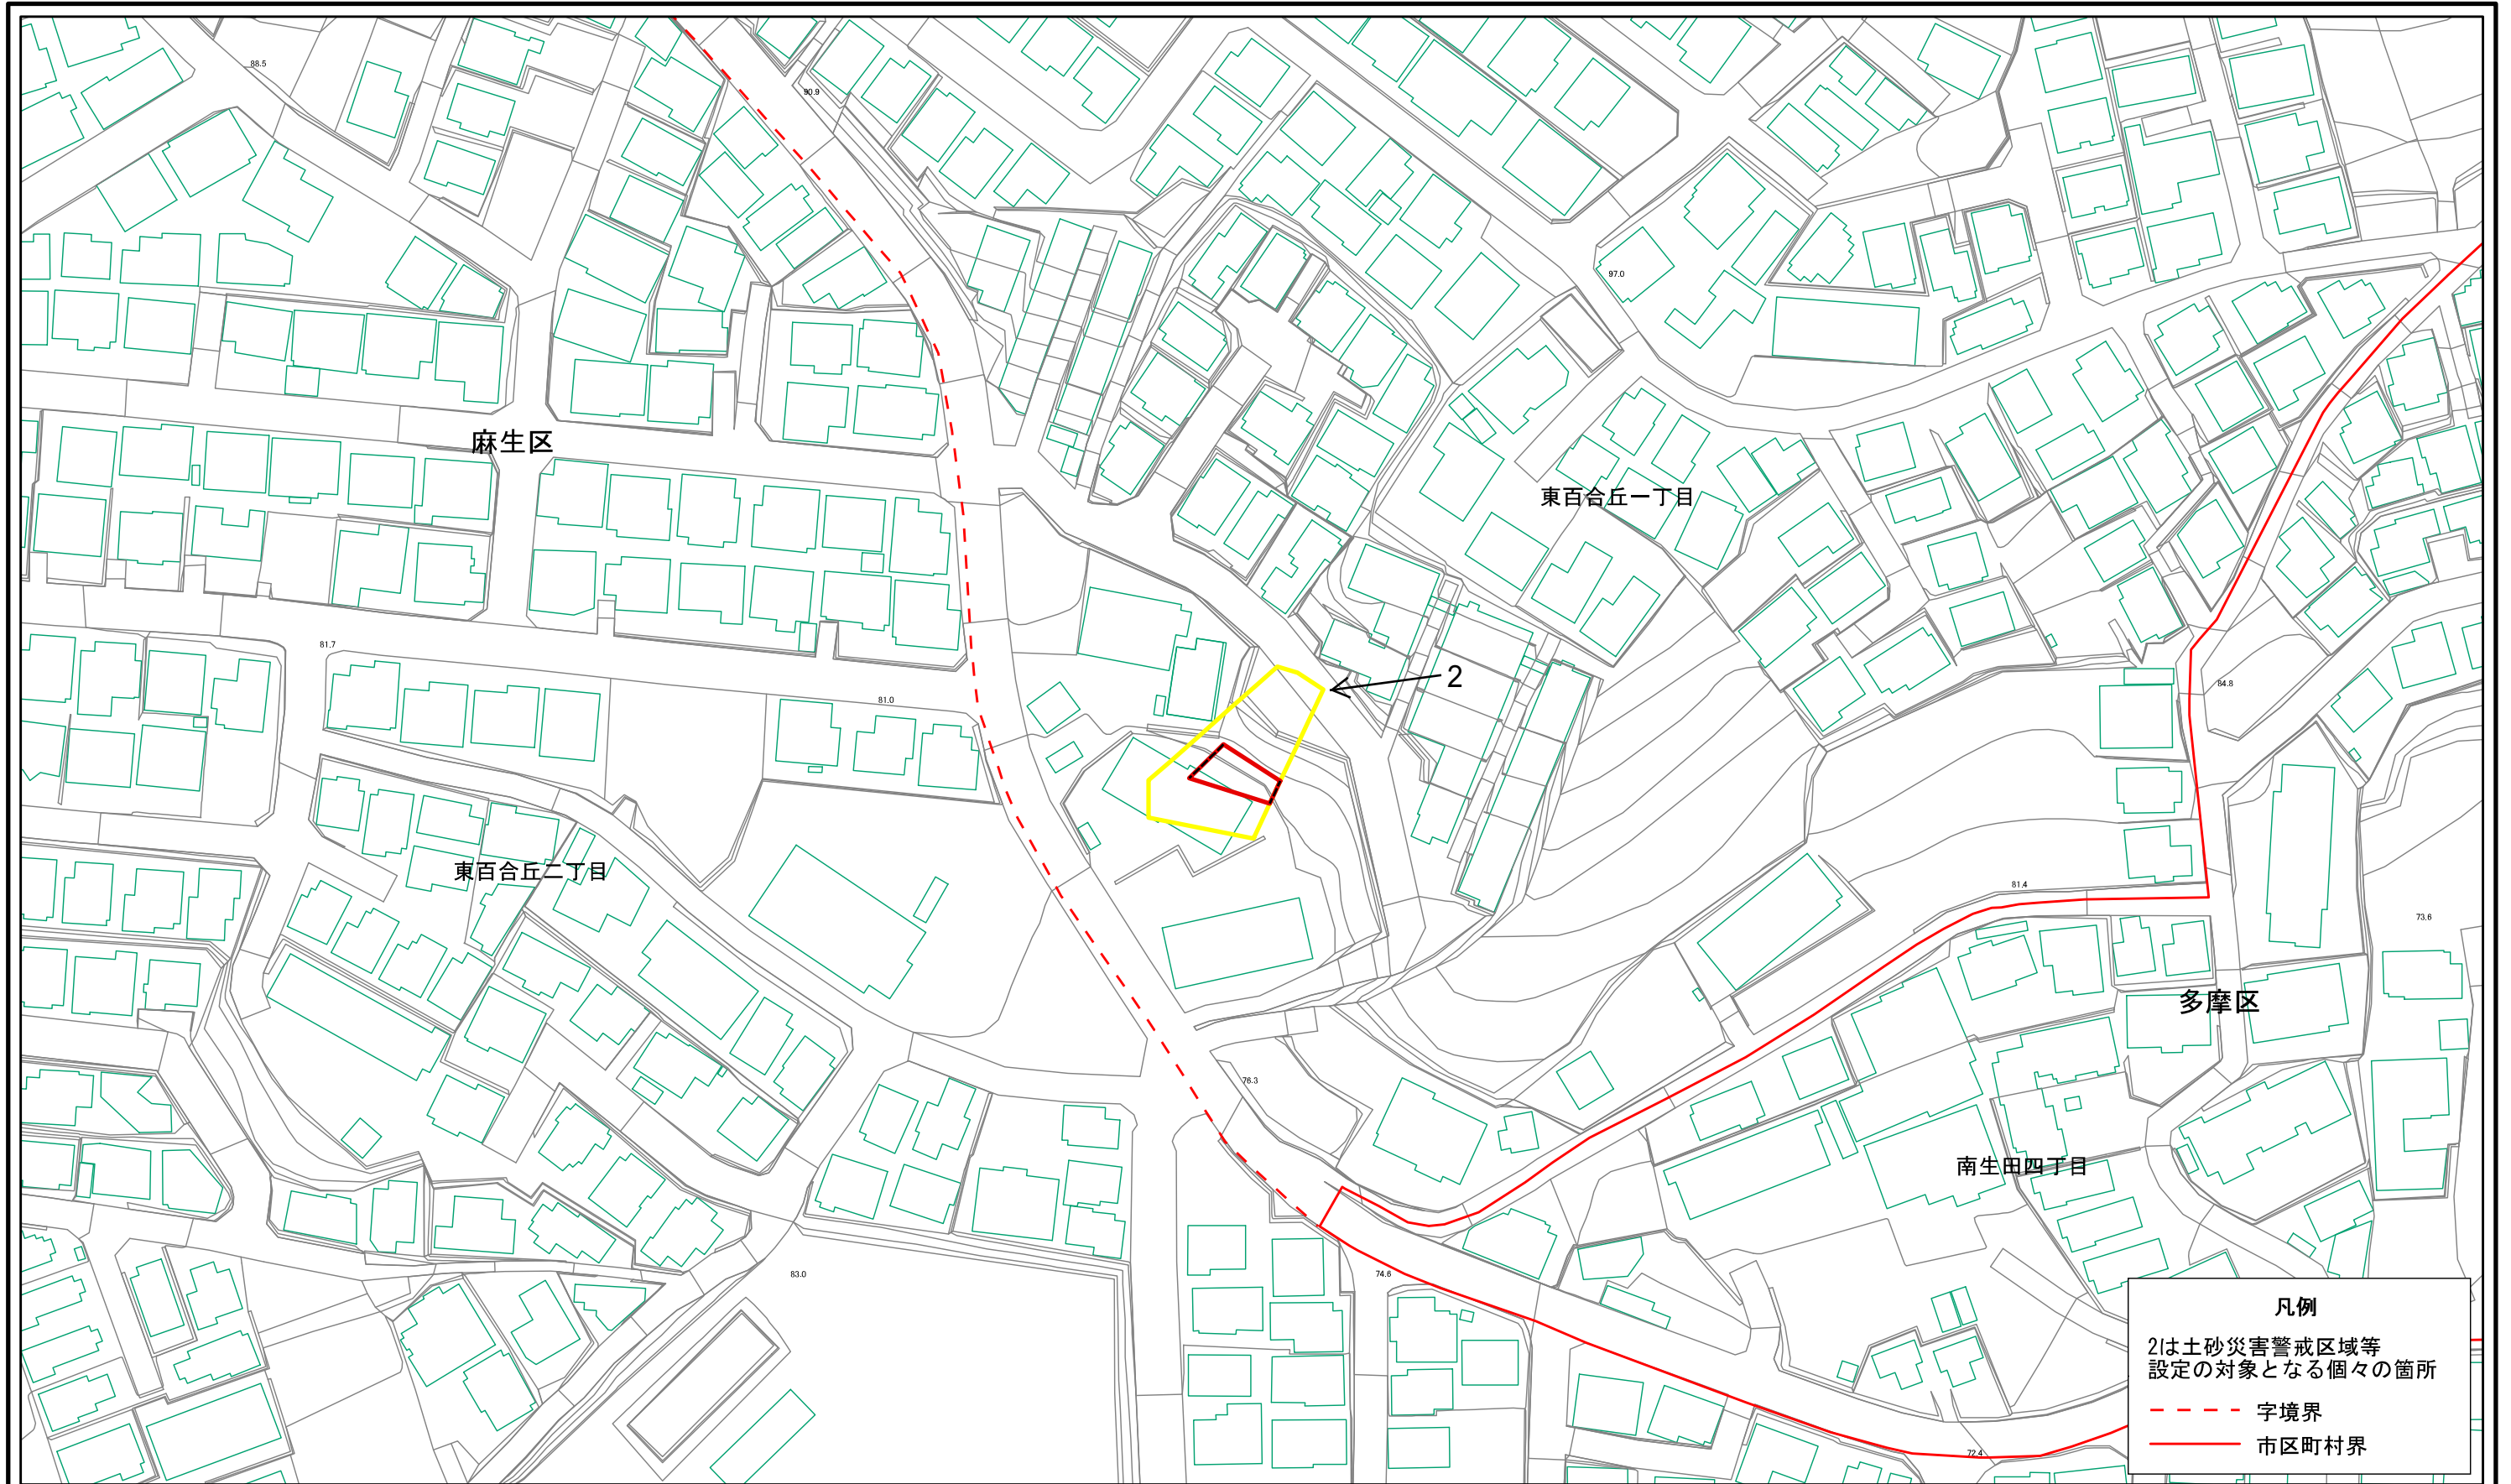 88.5
90.9
97.0
麻生区
東百合丘一丁目
81.7
2
84.8
81.0
東百合丘二丁目
81.4
73.6
多摩区
76.3
南生田四丁目
83.0
74.6
72.4
凡例
2は土砂災害警戒区域等
設定の対象となる個々の箇所
字境界
市区町村界